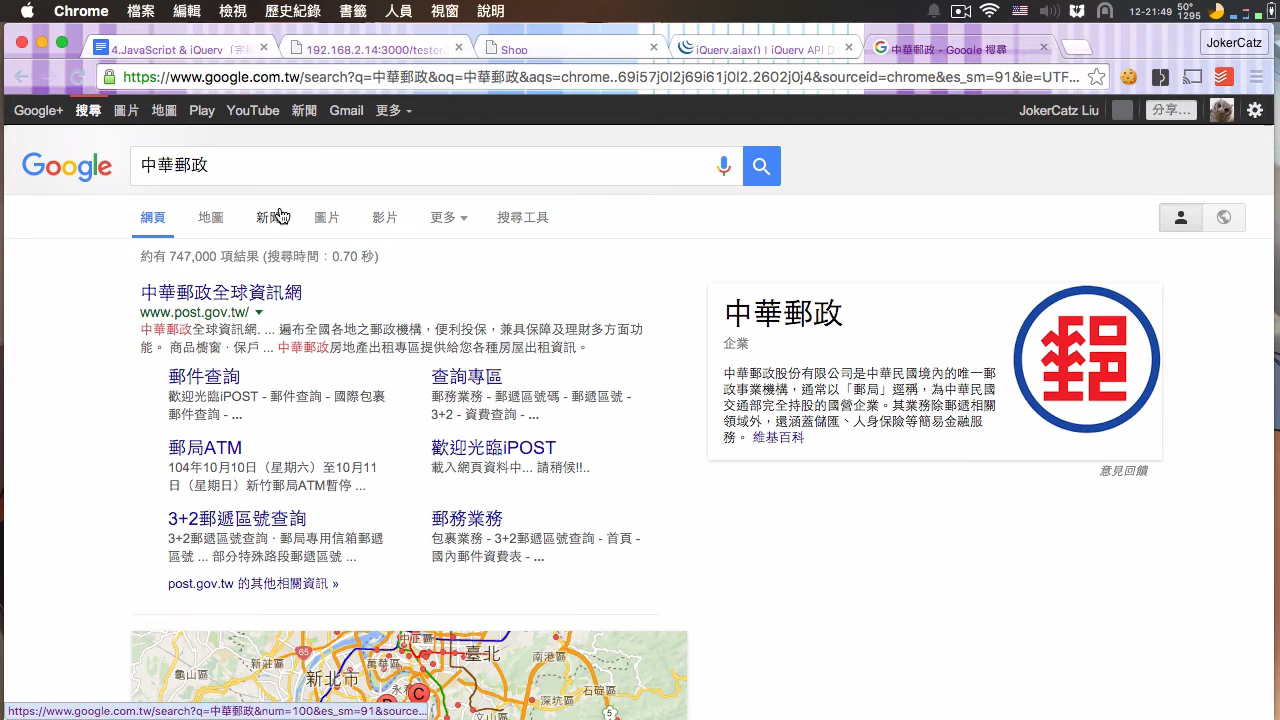 Chrome 檔案 編輯 檢視 歷史紀錄 書籤 人員 視窗 說明
12-21:49 50° 1295
4.JavaScript & jQuery (完 192.168.2.14:3000/tester Shop jQuery.ajax() | jQuery API D 中華郵政 - Google 搜尋 JokerCatz
https://www.google.com.tw/search?q=中華郵政&oq=中華郵政&aqs=chrome..69i57j0l2j69i61j0l2.2602j0j4&sourceid=chrome&es_sm=91&ie=UTF...
Google+ 搜尋 圖片 地圖 Play YouTube 新聞 Gmail 更多 JokerCatz Liu 分享...
Google 中華郵政
網頁 地圖 新聞 圖片 影片 更多 搜尋工具
約有 747,000 項結果 (搜尋時間：0.70 秒)
中華郵政全球資訊網
www.post.gov.tw/
中華郵政全球資訊網. ... 遍布全國各地之郵政機構，便利投保，兼具保障及理財多方面功
能。 商品櫥窗 · 保戶 ... 中華郵政房地產出租專區提供給您各種房屋出租資訊。
郵件查詢
歡迎光臨iPOST - 郵件查詢 - 國際包裹
郵件查詢 - ...
查詢專區
郵務業務 - 郵遞區號碼 - 郵遞區號 -
3+2 - 資費查詢 - ...
郵局ATM
104年10月10日（星期六）至10月11
日（星期日）新竹郵局ATM暫停 ...
歡迎光臨iPOST
載入網頁資料中... 請稍候!!..
3+2郵遞區號查詢
3+2郵遞區號查詢 · 郵局專用信箱郵遞
區號 ... 部分特殊路段郵遞區號 ...
郵務業務
包裹業務 - 3+2郵遞區號查詢 - 首頁 -
國內郵件資費表 - ...
post.gov.tw 的其他相關資訊 »
中華郵政
企業
中華郵政股份有限公司是中華民國境內的唯一郵
政事業機構，通常以「郵局」逕稱，為中華民國
交通部完全持股的國營企業。其業務除郵遞相關
領域外，還涵蓋儲匯、人身保險等簡易金融服
務。 維基百科
郵
意見回饋
中正區
65 新莊區 萬華區 臺北 南港區
龜山區 新北市 永 C
深坑區 石碇區
文山區 5
https://www.google.com.tw/search?q=中華郵政&num=100&es_sm=91&source...